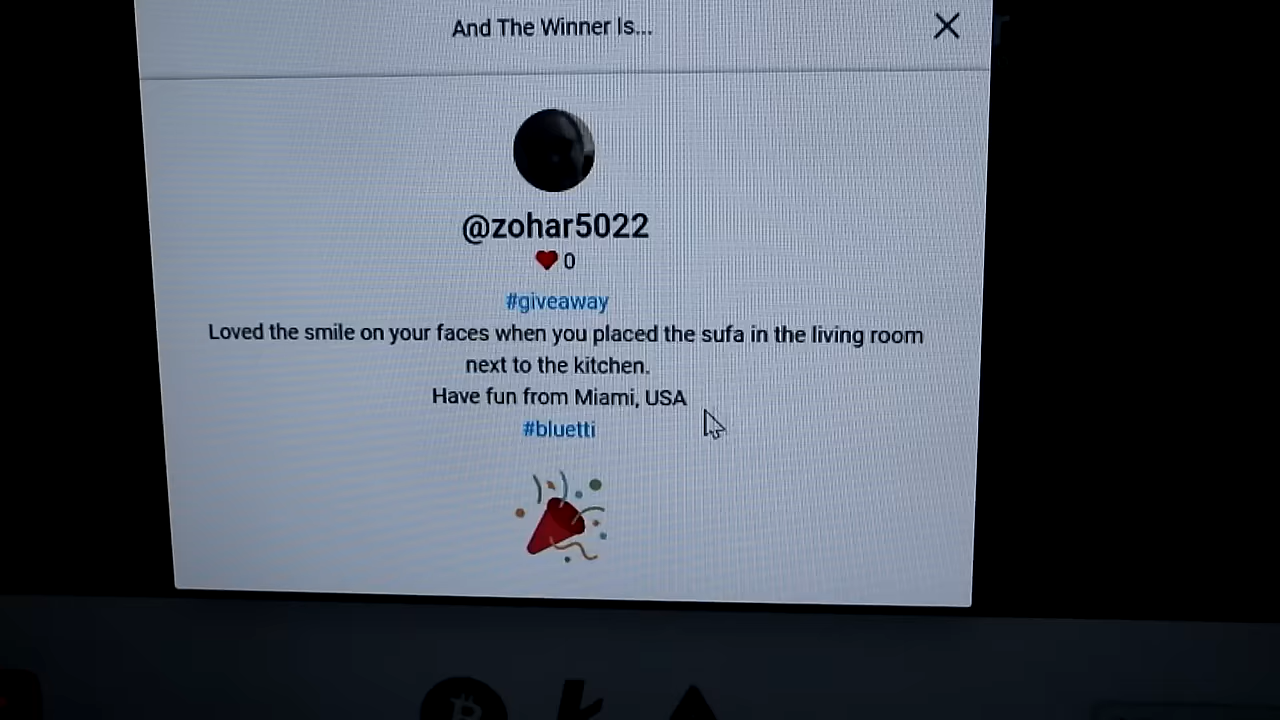 And The Winner Is...
@zohar5022
0
#giveaway
Loved the smile on your faces when you placed the sufa in the living room
next to the kitchen.
Have fun from Miami, USA
#bluetti